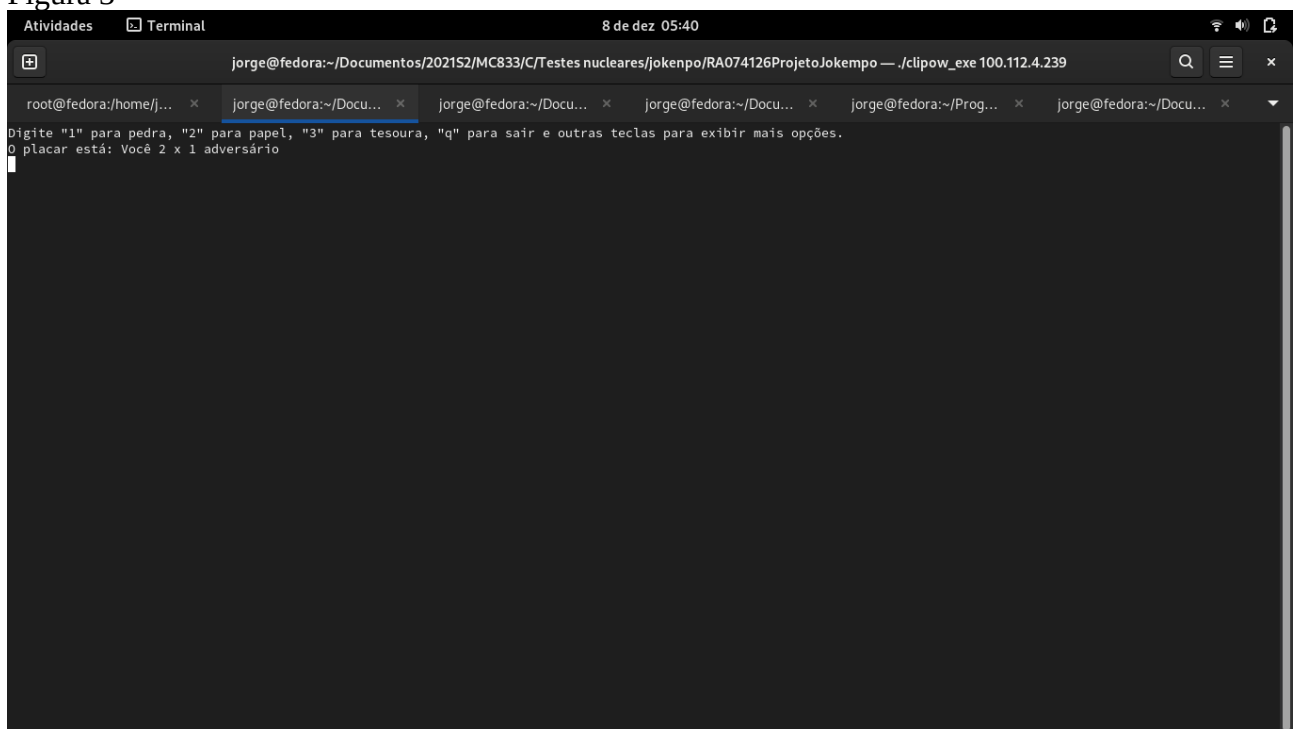 Figura 3
Atividades Terminal 8 de dez 05:40
jorge@fedora:~/Documentos/2021S2/MC833/C/Testes nucleares/jokenpo/RA074126ProjetoJokempo — ./clipow_exe 100.112.4.239
root@fedora:/home/j... × jorge@fedora:~/Docu... × jorge@fedora:~/Docu... × jorge@fedora:~/Docu... × jorge@fedora:~/Prog... × jorge@fedora:~/Docu... ×
Digite "1" para pedra, "2" para papel, "3" para tesoura, "q" para sair e outras teclas para exibir mais opções.
O placar está: Você 2 x 1 adversário